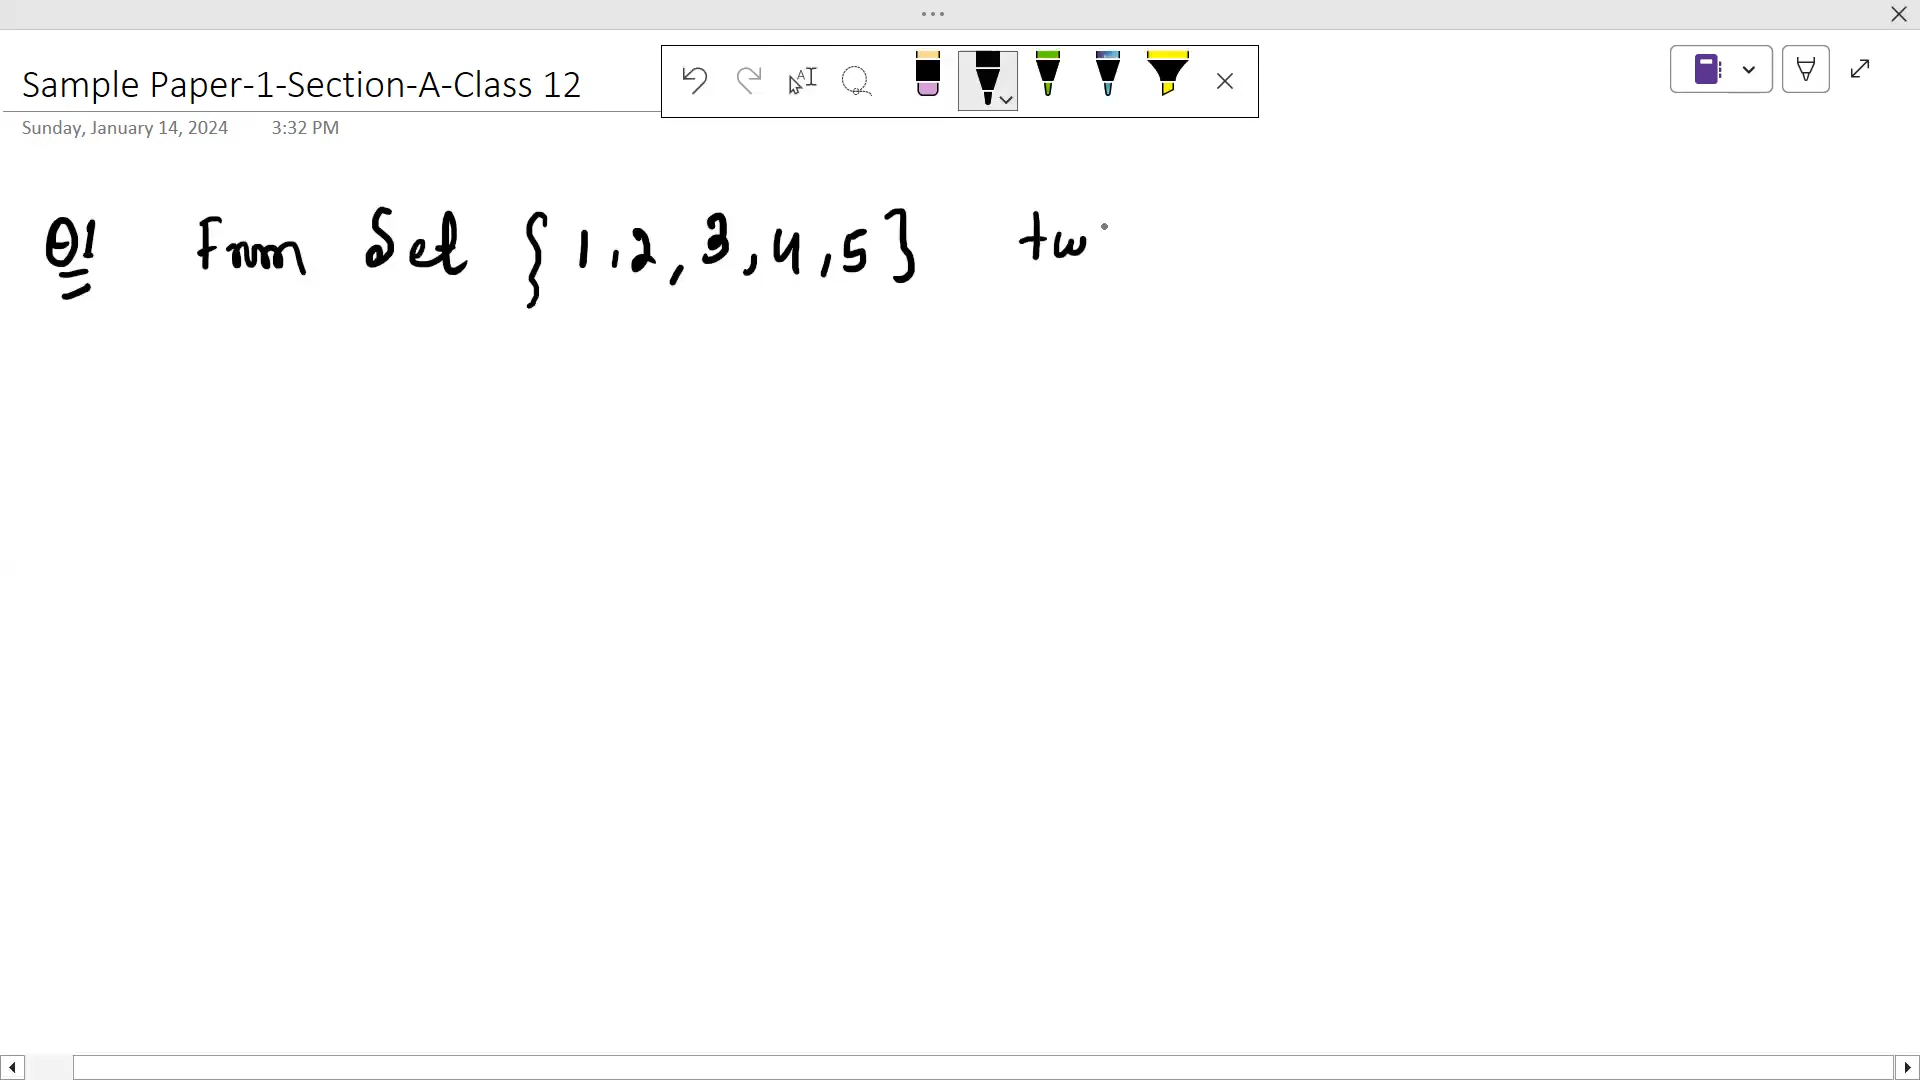 Sample Paper-1-Section-A-Class 12
Sunday, January 14, 2024 3:32 PM
Q1 From Set {1,2,3,4,5} tw